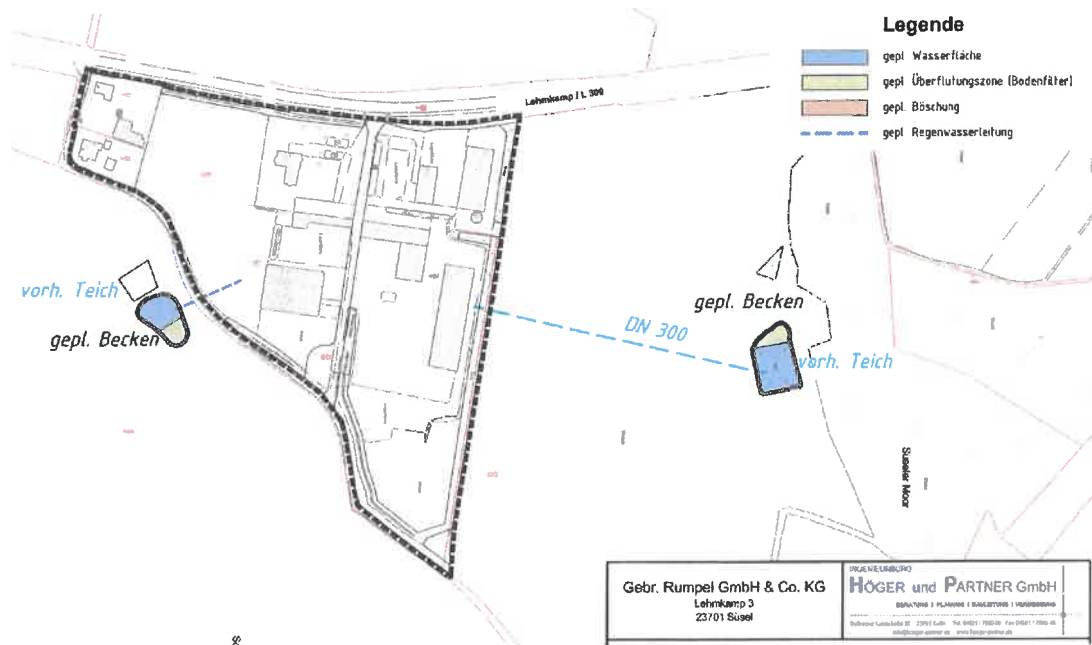 Legende
gepl. Wasserfläche
gepl. Überflutungszone (Bodenfilter)
gepl. Böschung
gepl. Regenwasserleitung
Lehmkamp / L 309
vorh. Teich
gepl. Becken
DN 300
gepl. Becken
vorh. Teich
Süseler Moor
Gebr. Rumpel GmbH & Co. KG
Lehmkamp 3
23701 Süsel
INGENIEURBÜRO
HÖGER und PARTNER GmbH
BERATUNG | PLANUNG | BAULEITUNG | VERMESSUNG